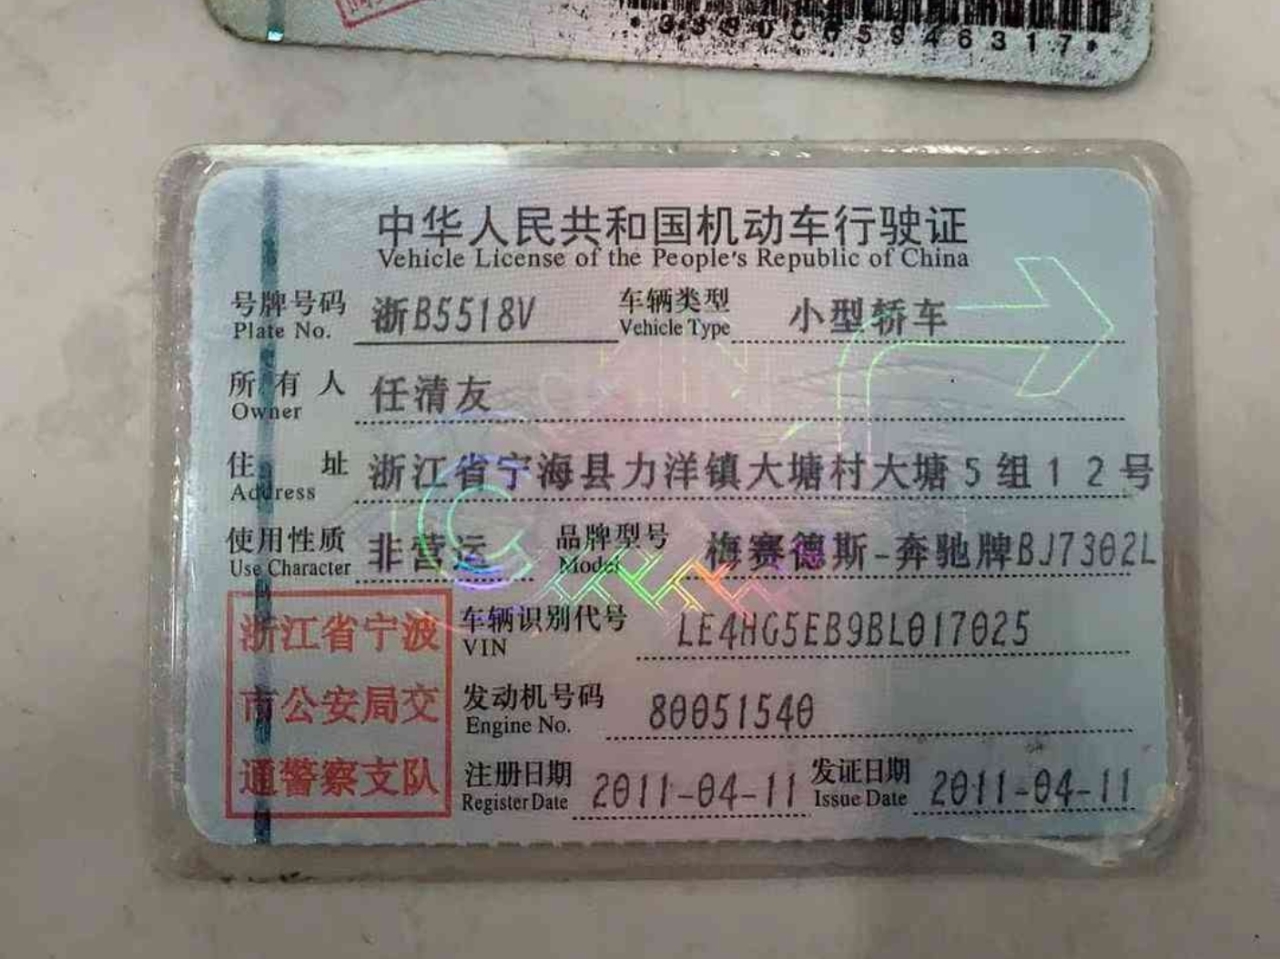 *3390005946317*
中华人民共和国机动车行驶证
Vehicle License of the People's Republic of China
号牌号码 浙B5518V 车辆类型 小型轿车
Plate No. Vehicle Type
所有人 任清友
Owner
住址 浙江省宁海县力洋镇大塘村大塘5组12号
Address
使用性质 非营运 品牌型号 梅赛德斯-奔驰牌BJ7302L
Use Character Model
浙江省宁波
市公安局交
通警察支队
车辆识别代号 LE4HG5EB9BL017025
VIN
发动机号码 80051540
Engine No.
注册日期 2011-04-11 发证日期 2011-04-11
Register Date Issue Date